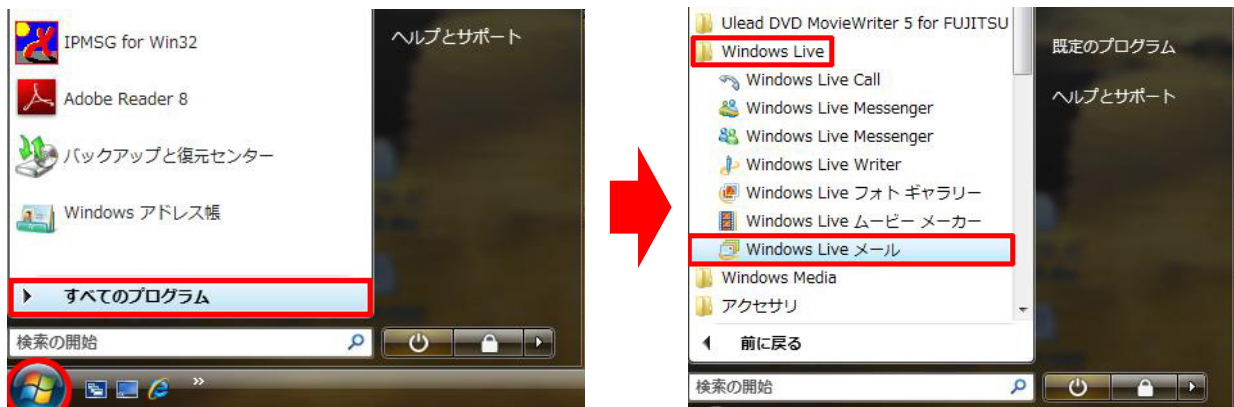 IPMSG for Win32
Adobe Reader 8
バックアップと復元センター
Windows アドレス帳
すべてのプログラム
検索の開始
ヘルプとサポート
»
Ulead DVD MovieWriter 5 for FUJITSU
Windows Live
Windows Live Call
Windows Live Messenger
Windows Live Messenger
Windows Live Writer
Windows Live フォト ギャラリー
Windows Live ムービー メーカー
Windows Live メール
Windows Media
アクセサリ
前に戻る
検索の開始
既定のプログラム
ヘルプとサポート